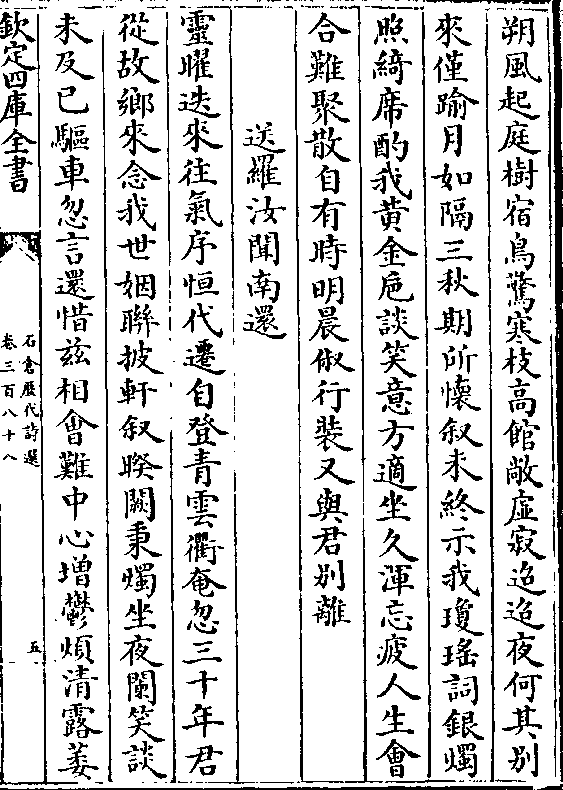 朔風起庭樹宿鳥驚寒枝高館敞虛寂迢迢夜何其别
來僅踰月如隔三秋期所懷叙未終示我瓊瑤詞銀燭
照綺席酌我黄金巵談笑意方適坐久渾忘疲人生會
合難聚散自有時明晨俶行裝又與君别離
送羅汝聞南還
靈曜迭來往氣序恒代遷自登青雲衢奄忽三十年君
從故鄉來念我世姻聯披軒叙睽闕秉燭坐夜闌笑談
未及已驅車忽言還惜兹相會難中心增鬱煩清露萎
欽定四庫全書
石倉歷代詩選
卷三百八十八
五